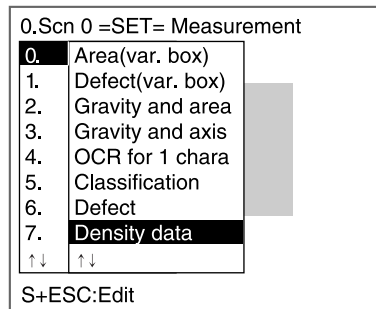 0.Scn 0 =SET= Measurement
0. Area(var. box)
1. Defect(var. box)
2. Gravity and area
3. Gravity and axis
4. OCR for 1 chara
5. Classification
6. Defect
7. Density data
↑↓ ↑↓
S+ESC:Edit